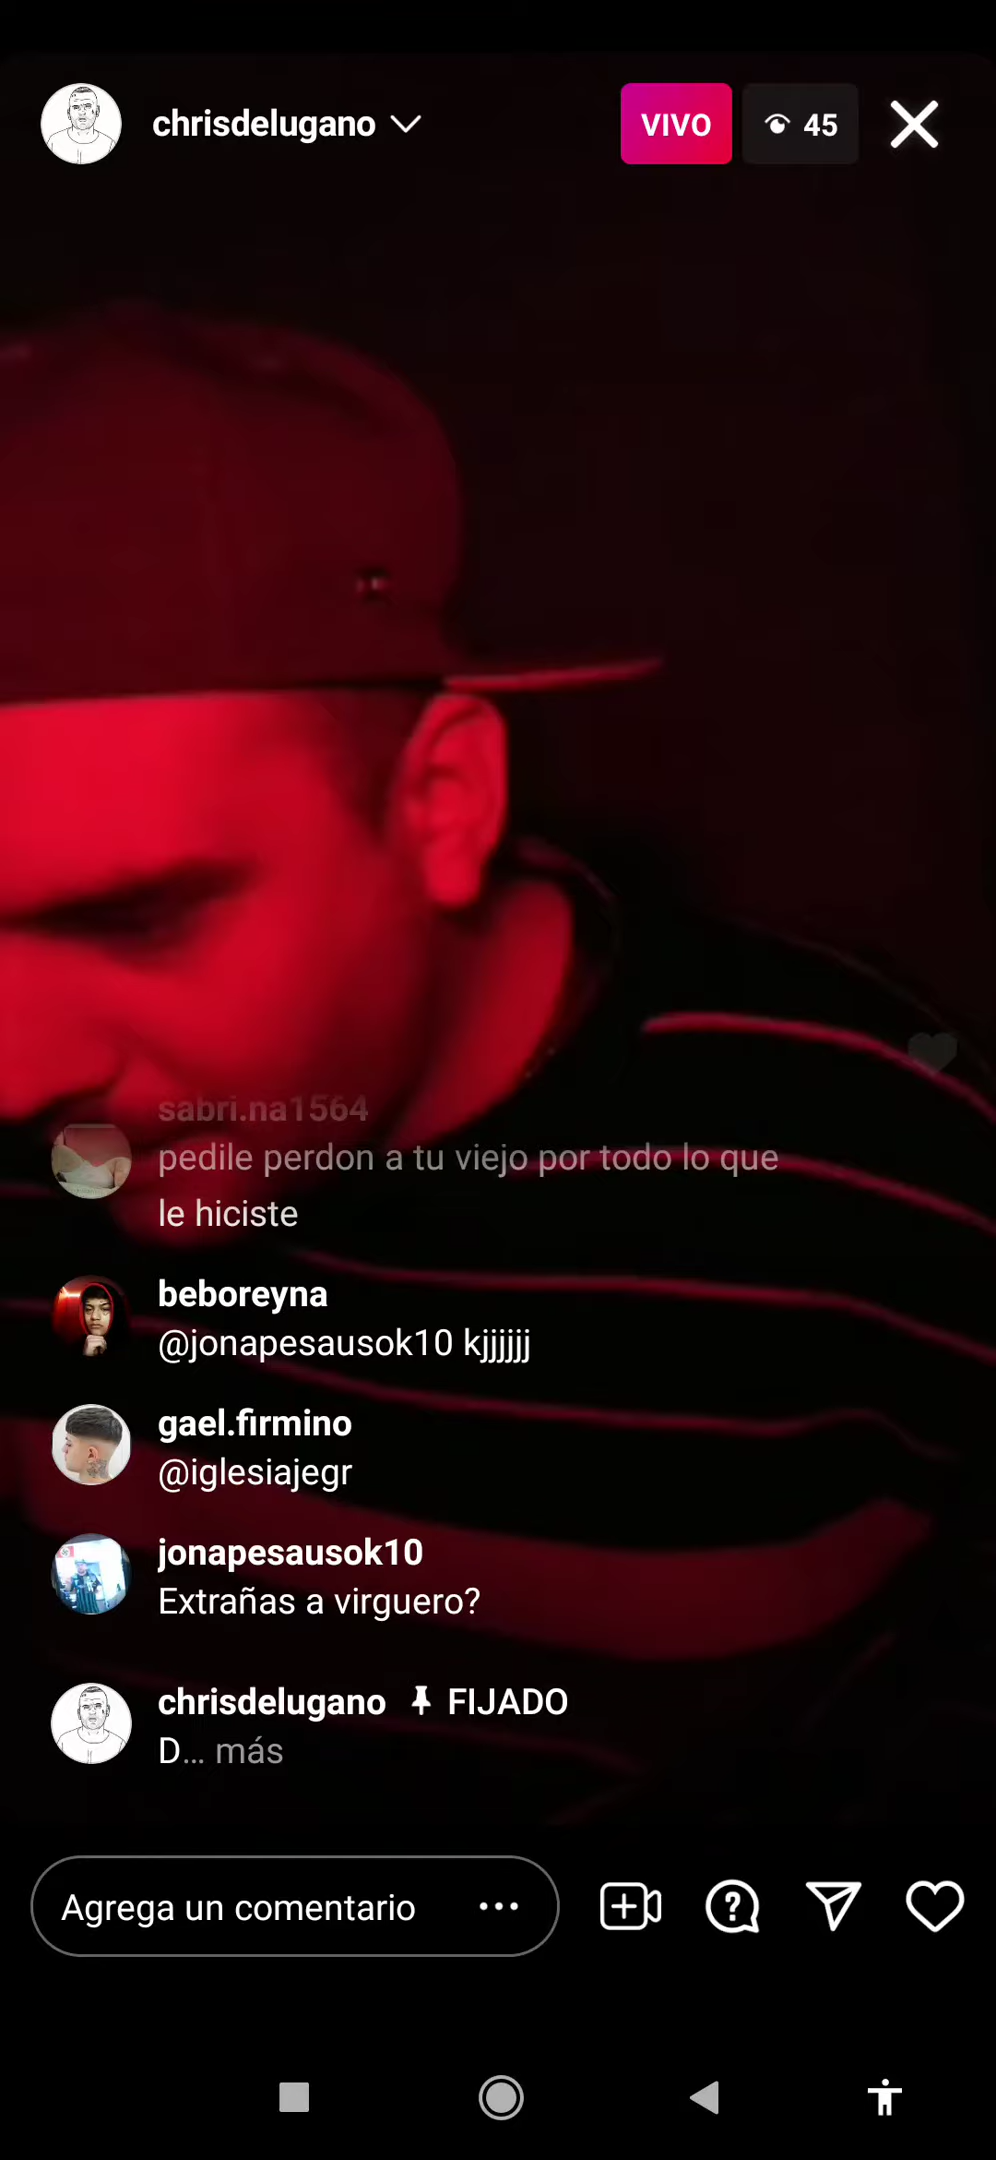 chrisdelugano
VIVO
45
sabri.na1564
pedile perdon a tu viejo por todo lo que
le hiciste
beboreyna
@jonapesausok10 kjjjjjj
gael.firmino
@iglesiajegr
jonapesausok10
Extrañas a virguero?
chrisdelugano FIJADO
D... más
Agrega un comentario